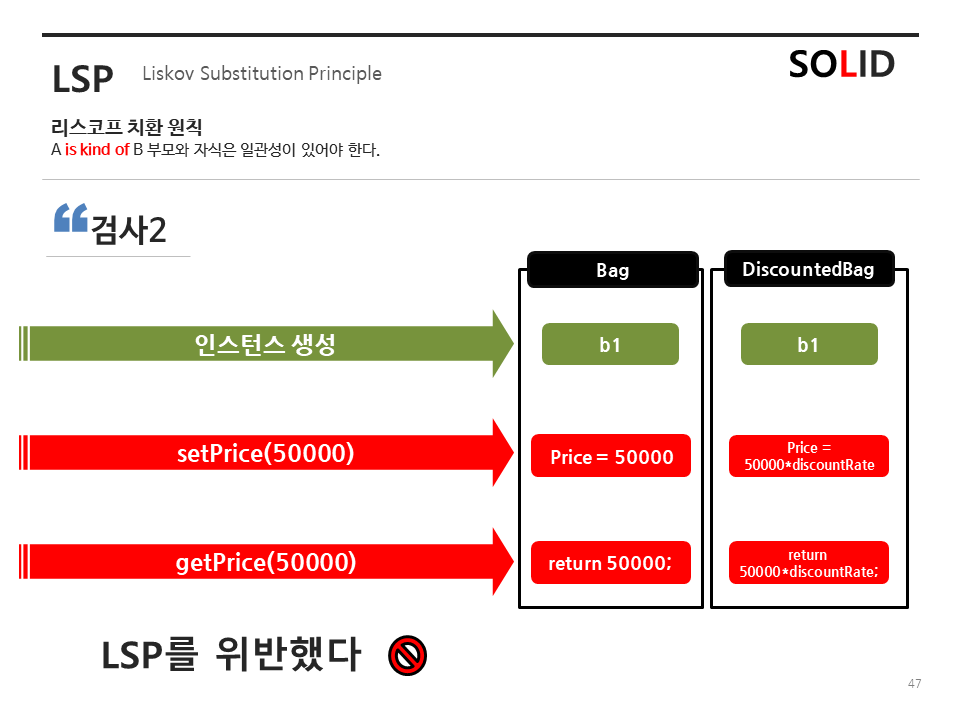 LSP
Liskov Substitution Principle
SOLID
리스코프 치환 원칙
A is kind of B 부모와 자식은 일관성이 있어야 한다.
❝검사2
Bag
DiscountedBag
인스턴스 생성
b1
b1
setPrice(50000)
Price = 50000
Price =
50000*discountRate
getPrice(50000)
return 50000;
return
50000*discountRate;
LSP를 위반했다
47